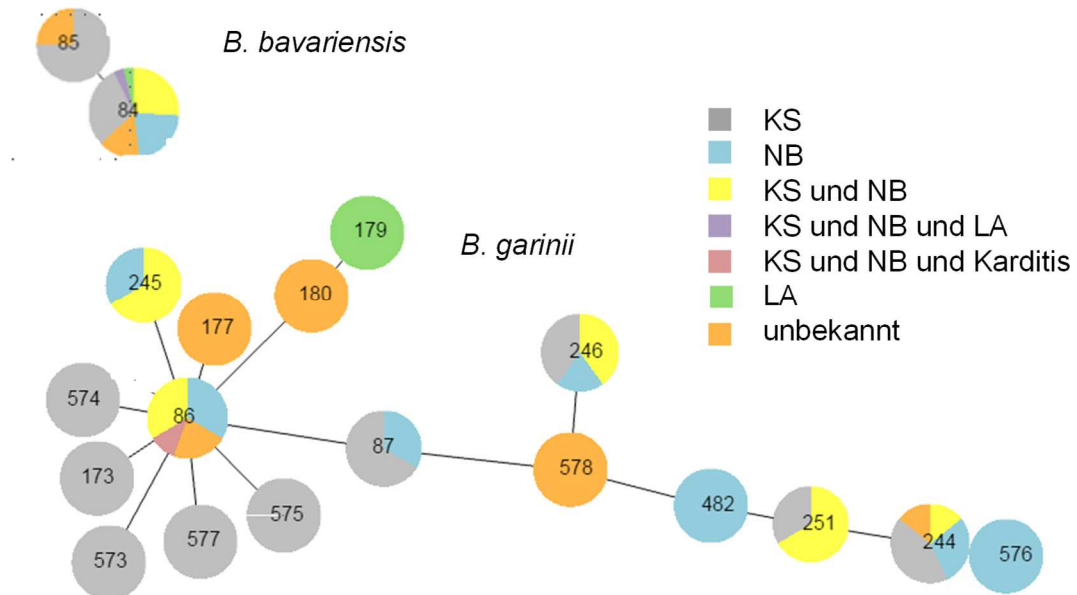 85
B. bavariensis
84
KS
NB
KS und NB
KS und NB und LA
KS und NB und Karditis
LA
unbekannt
179
B. garinii
245
180
177
246
574
86
87
578
173
482
575
251
577
573
244
576